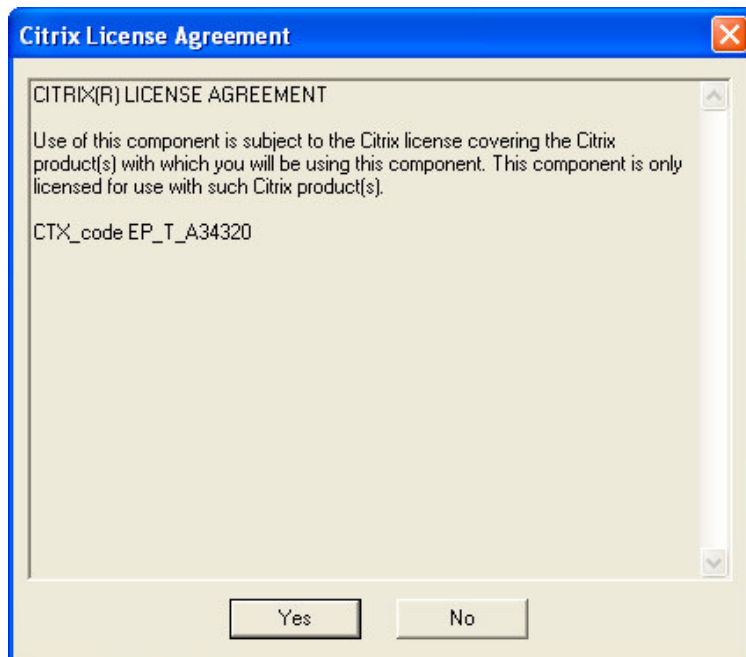 Citrix License Agreement
CITRIX(R) LICENSE AGREEMENT
Use of this component is subject to the Citrix license covering the Citrix
product(s) with which you will be using this component. This component is only
licensed for use with such Citrix product(s).
CTX_code EP_T_A34320
Yes No